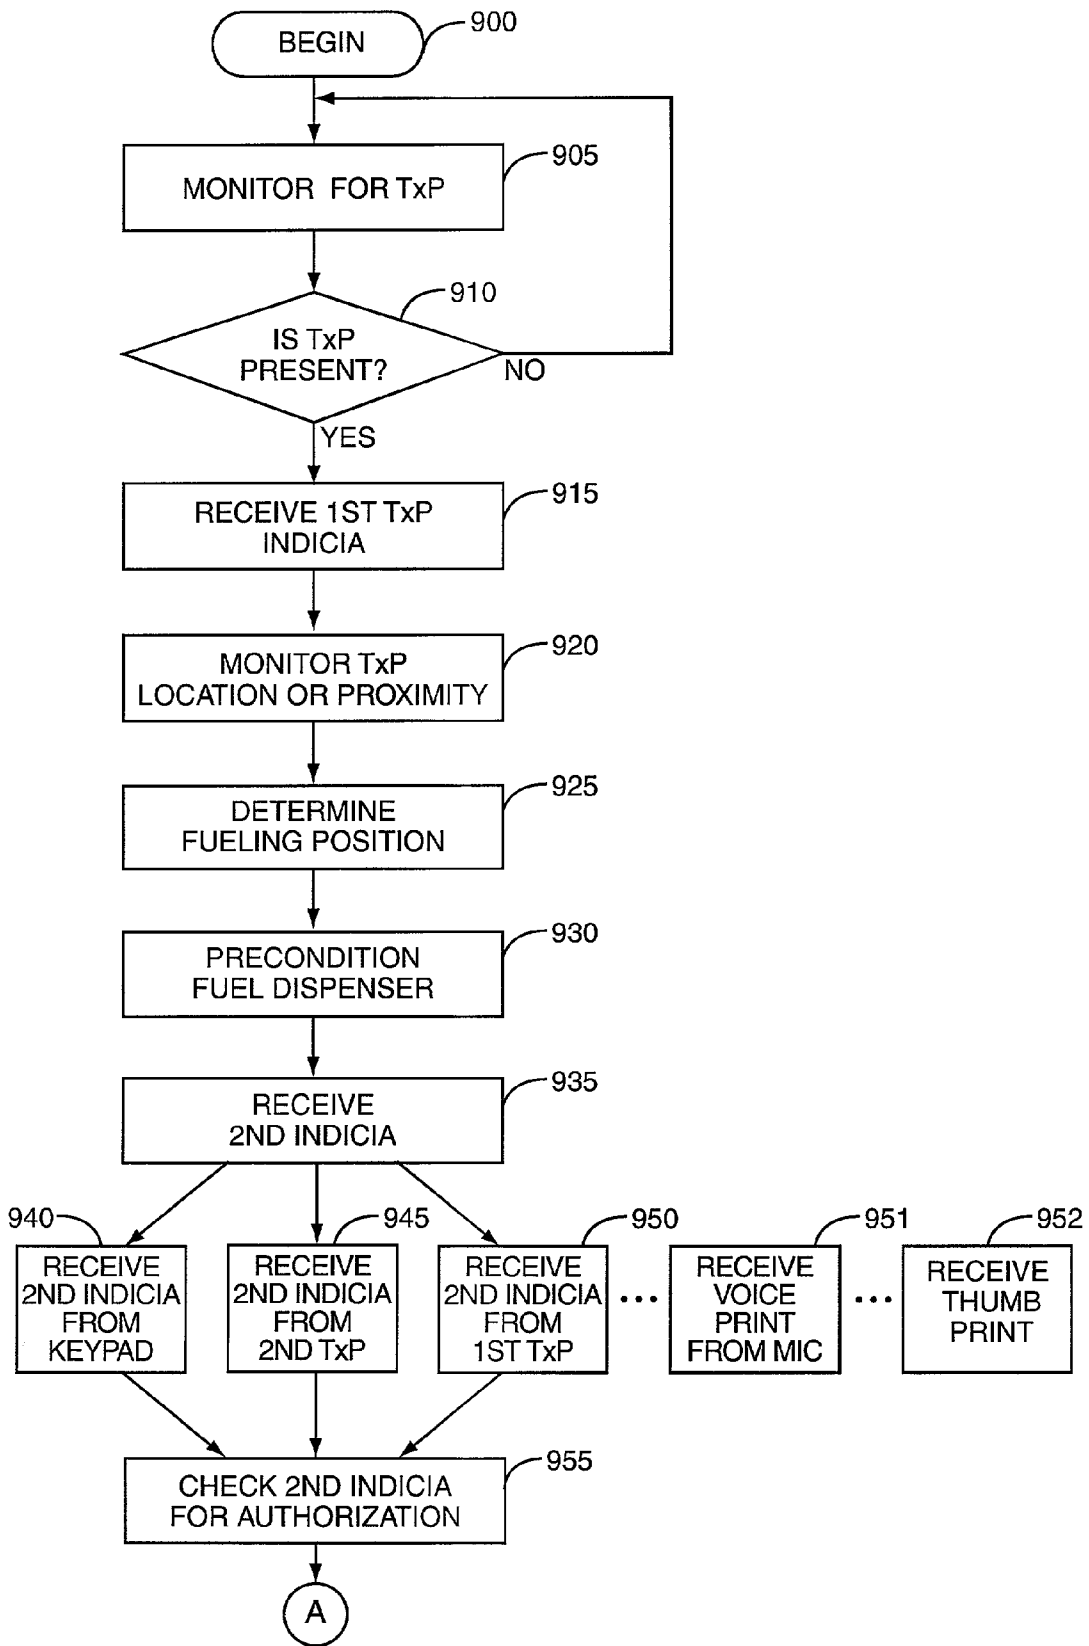 BEGIN
900
MONITOR FOR TxP
905
IS TxP
PRESENT?
910
NO
YES
RECEIVE 1ST TxP
INDICIA
915
MONITOR TxP
LOCATION OR PROXIMITY
920
DETERMINE
FUELING POSITION
925
PRECONDITION
FUEL DISPENSER
930
RECEIVE
2ND INDICIA
935
940
RECEIVE
2ND INDICIA
FROM
KEYPAD
945
RECEIVE
2ND INDICIA
FROM
2ND TxP
950
RECEIVE
2ND INDICIA
FROM
1ST TxP
...
951
RECEIVE
VOICE
PRINT
FROM MIC
...
952
RECEIVE
THUMB
PRINT
CHECK 2ND INDICIA
FOR AUTHORIZATION
955
A